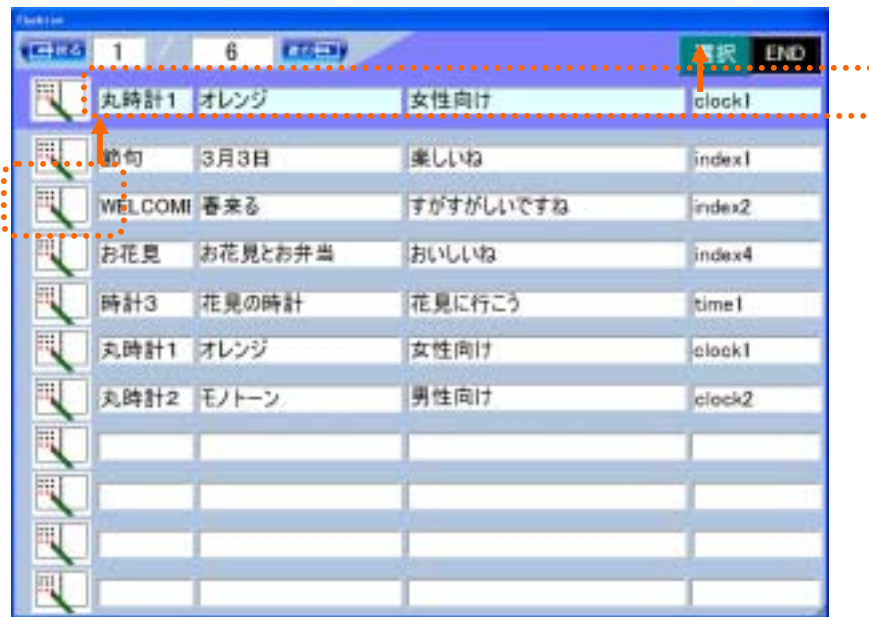 1 / 6 選択 END
丸時計1 オレンジ 女性向け clock1
節句 3月3日 楽しいね index1
WELCOME 春来る すがすがしいですね index2
お花見 お花見とお弁当 おいしいね index4
時計3 花見の時計 花見に行こう time1
丸時計1 オレンジ 女性向け clock1
丸時計2 モノトーン 男性向け clock2